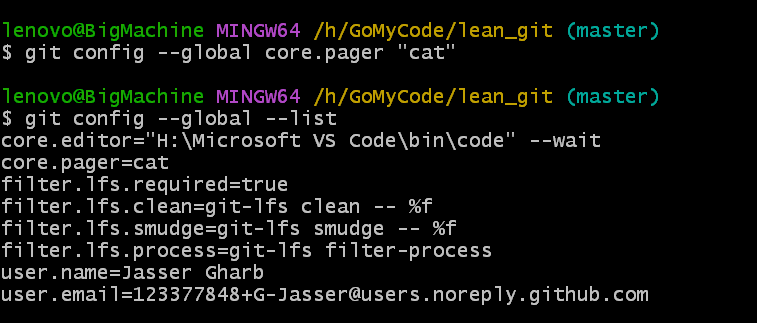 lenovo@BigMachine MINGW64 /h/GoMyCode/lean_git (master)
$ git config --global core.pager "cat"
lenovo@BigMachine MINGW64 /h/GoMyCode/lean_git (master)
$ git config --global --list
core.editor="H:\Microsoft VS Code\bin\code" --wait
core.pager=cat
filter.lfs.required=true
filter.lfs.clean=git-lfs clean -- %f
filter.lfs.smudge=git-lfs smudge -- %f
filter.lfs.process=git-lfs filter-process
user.name=Jasser Gharb
user.email=123377848+G-Jasser@users.noreply.github.com